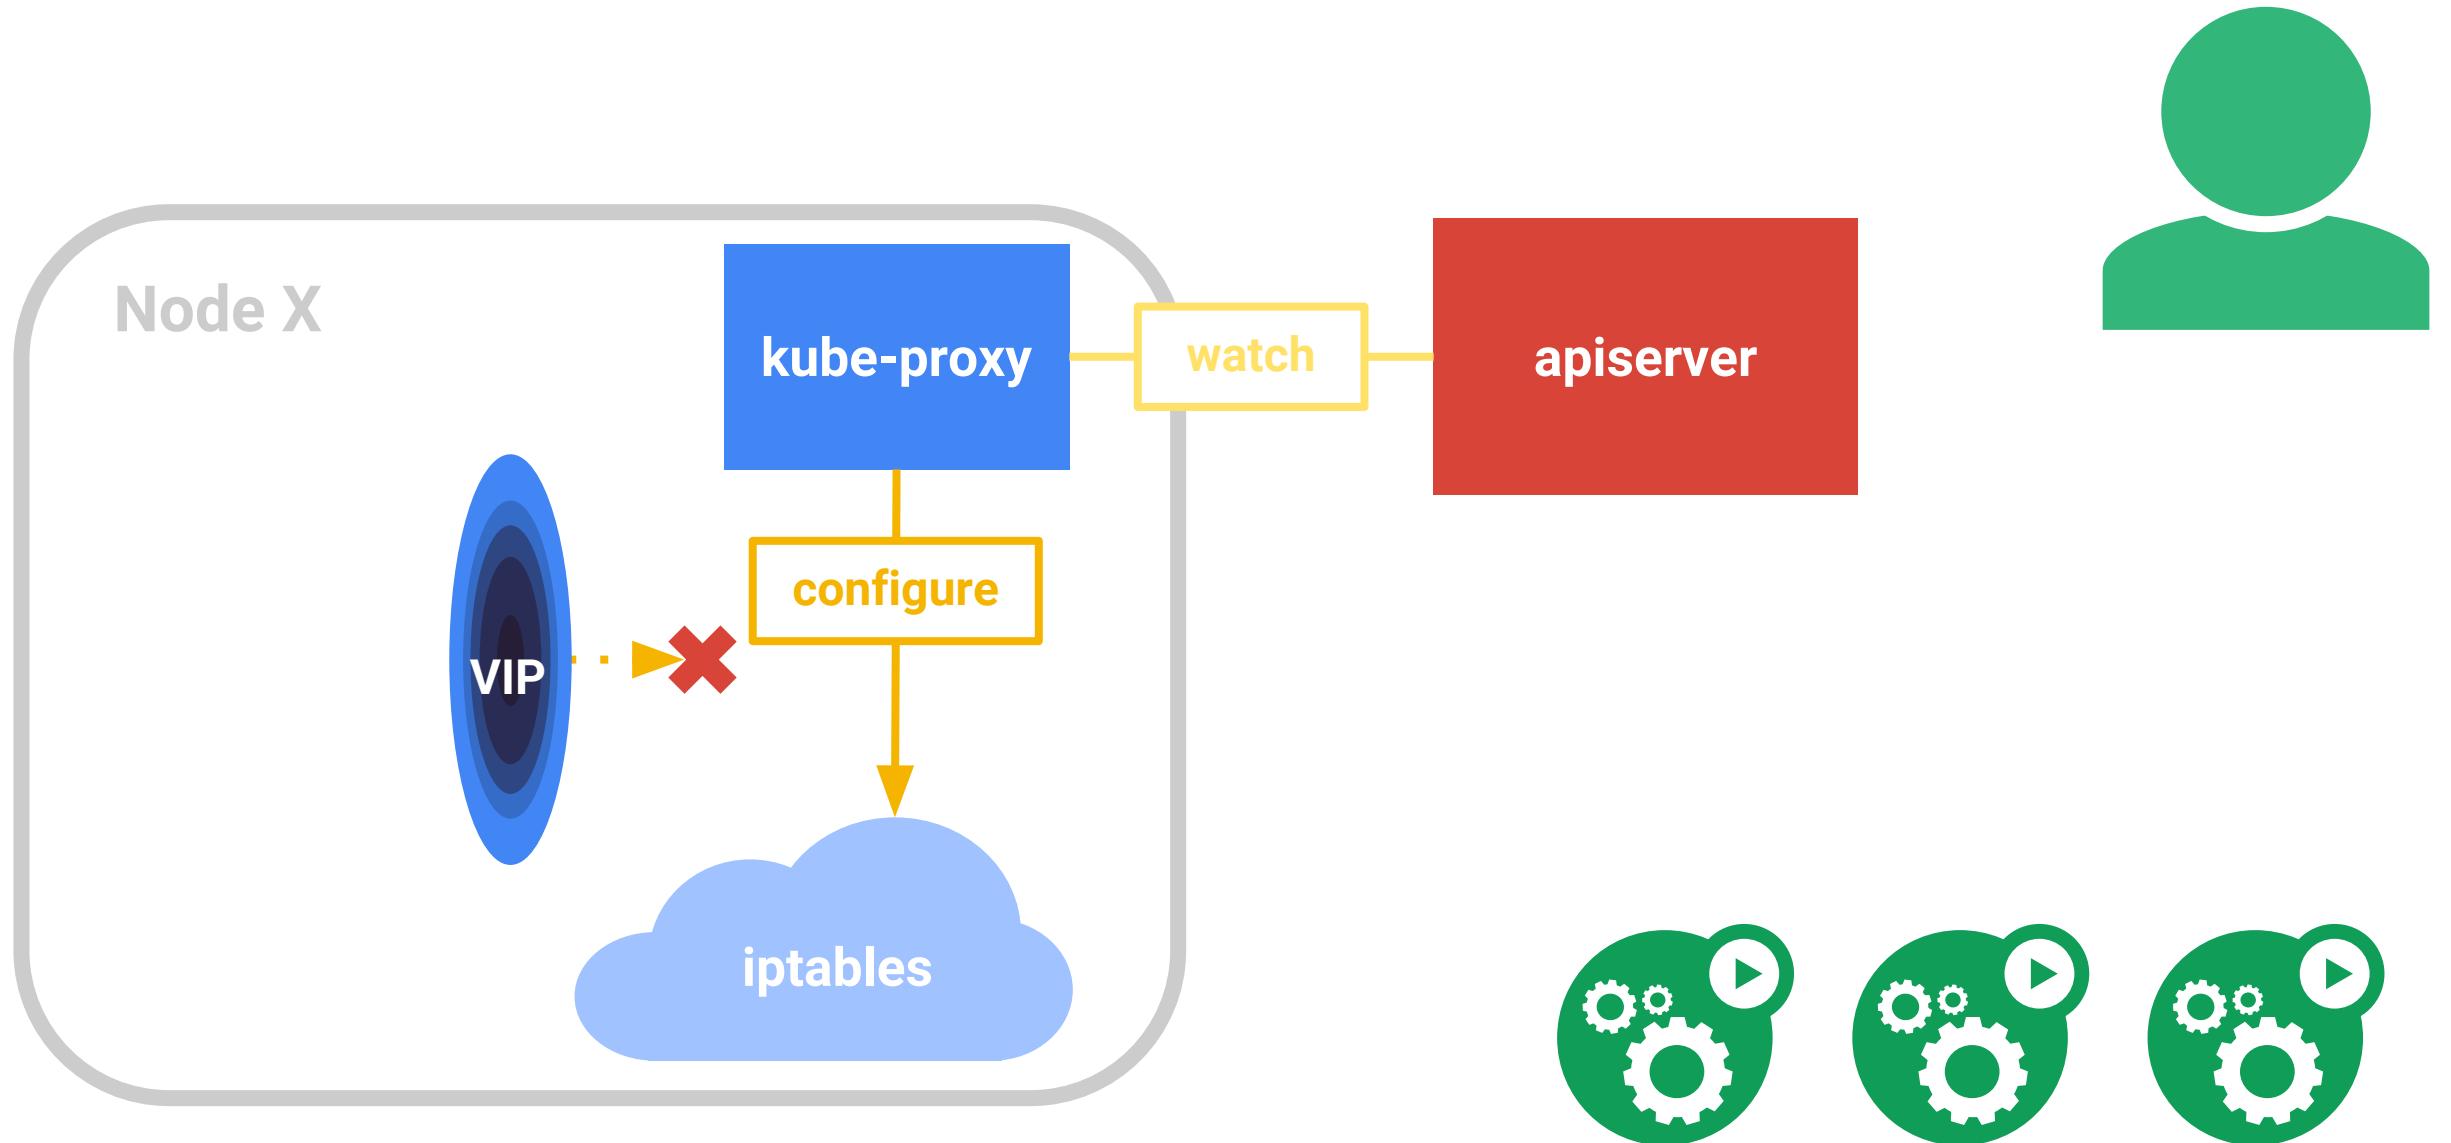 Node X
kube-proxy
watch
apiserver
configure
VIP
iptables